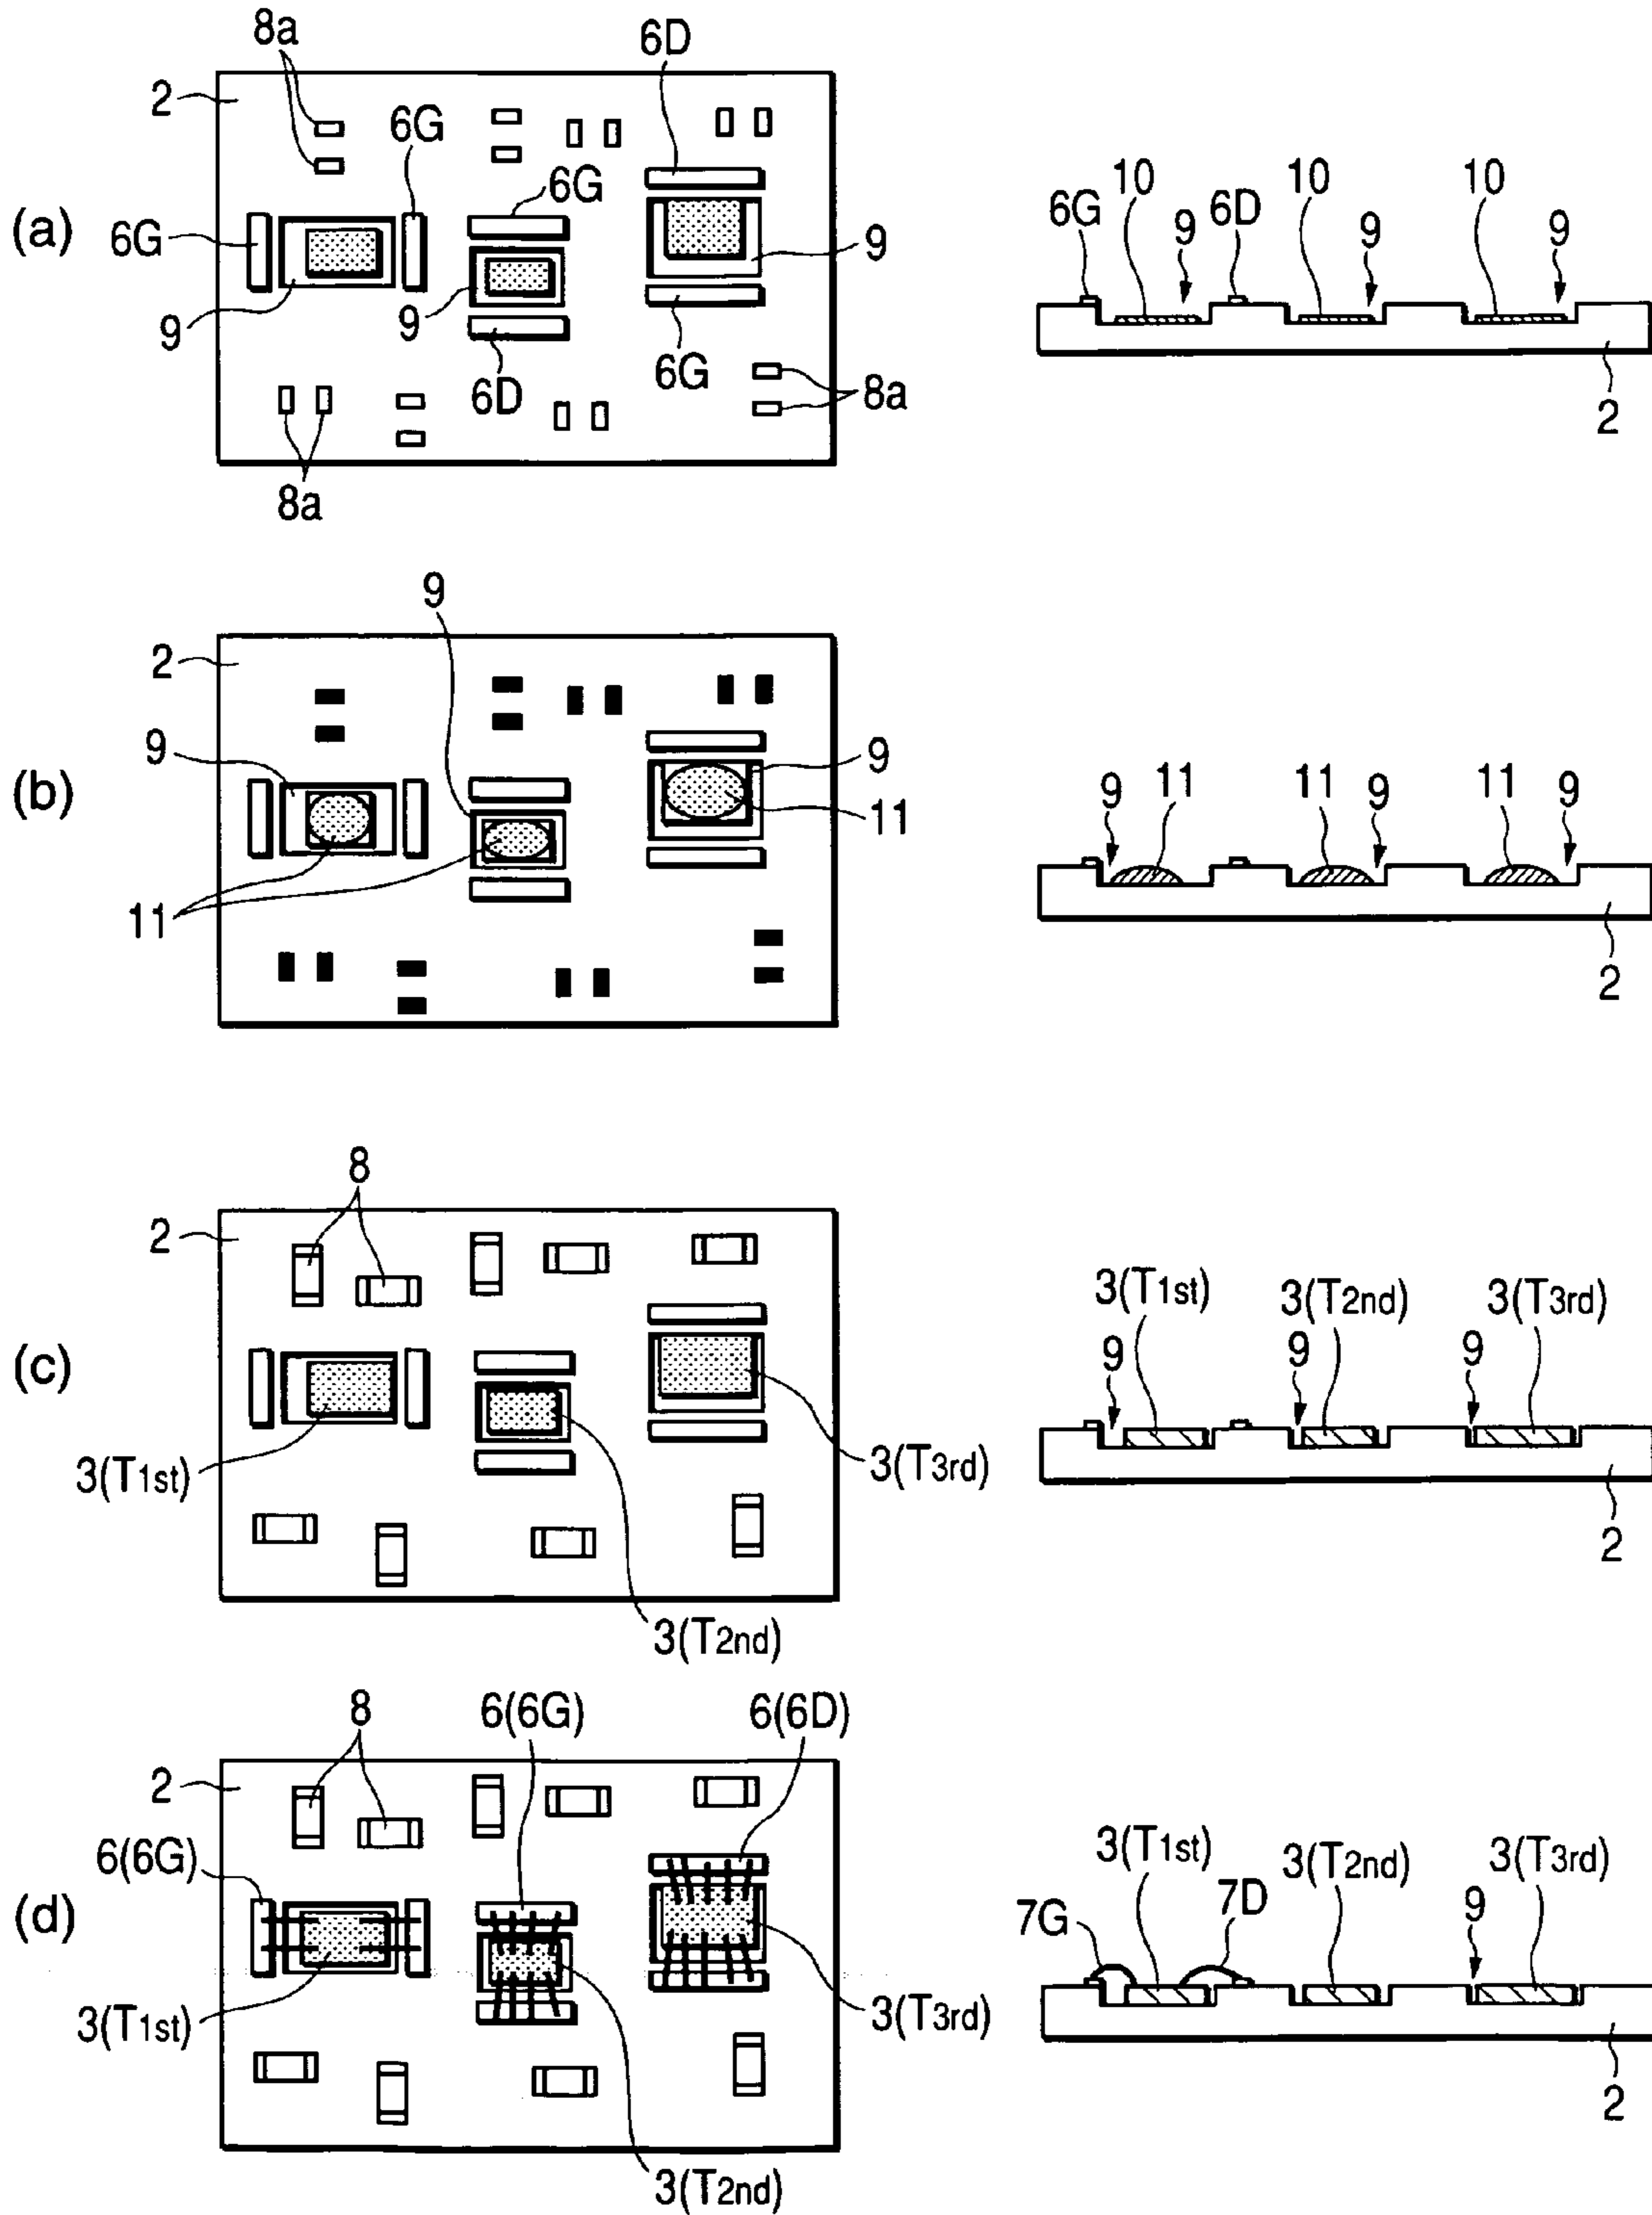 (a)
8a
2
6G
6D
6G
6G
9
9
9
6D
6G
8a
8a
6G
10
9
6D
10
9
10
9
2
(b)
9
2
9
9
11
11
9
11
11
9
11
9
2
(c)
8
2
3(T1st)
3(T2nd)
3(T3rd)
3(T1st)
3(T2nd)
3(T3rd)
9
9
9
2
(d)
8
6(6G)
6(6D)
2
6(6G)
3(T1st)
3(T3rd)
3(T2nd)
3(T1st)
3(T2nd)
3(T3rd)
7G
7D
9
2